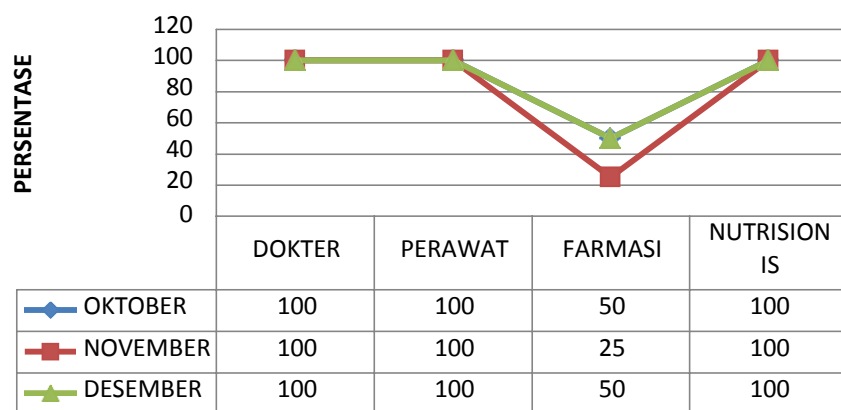 PERSENTASE
120
100
80
60
40
20
0
DOKTER PERAWAT FARMASI NUTRISION
IS
OKTOBER 100 100 50 100
NOVEMBER 100 100 25 100
DESEMBER 100 100 50 100